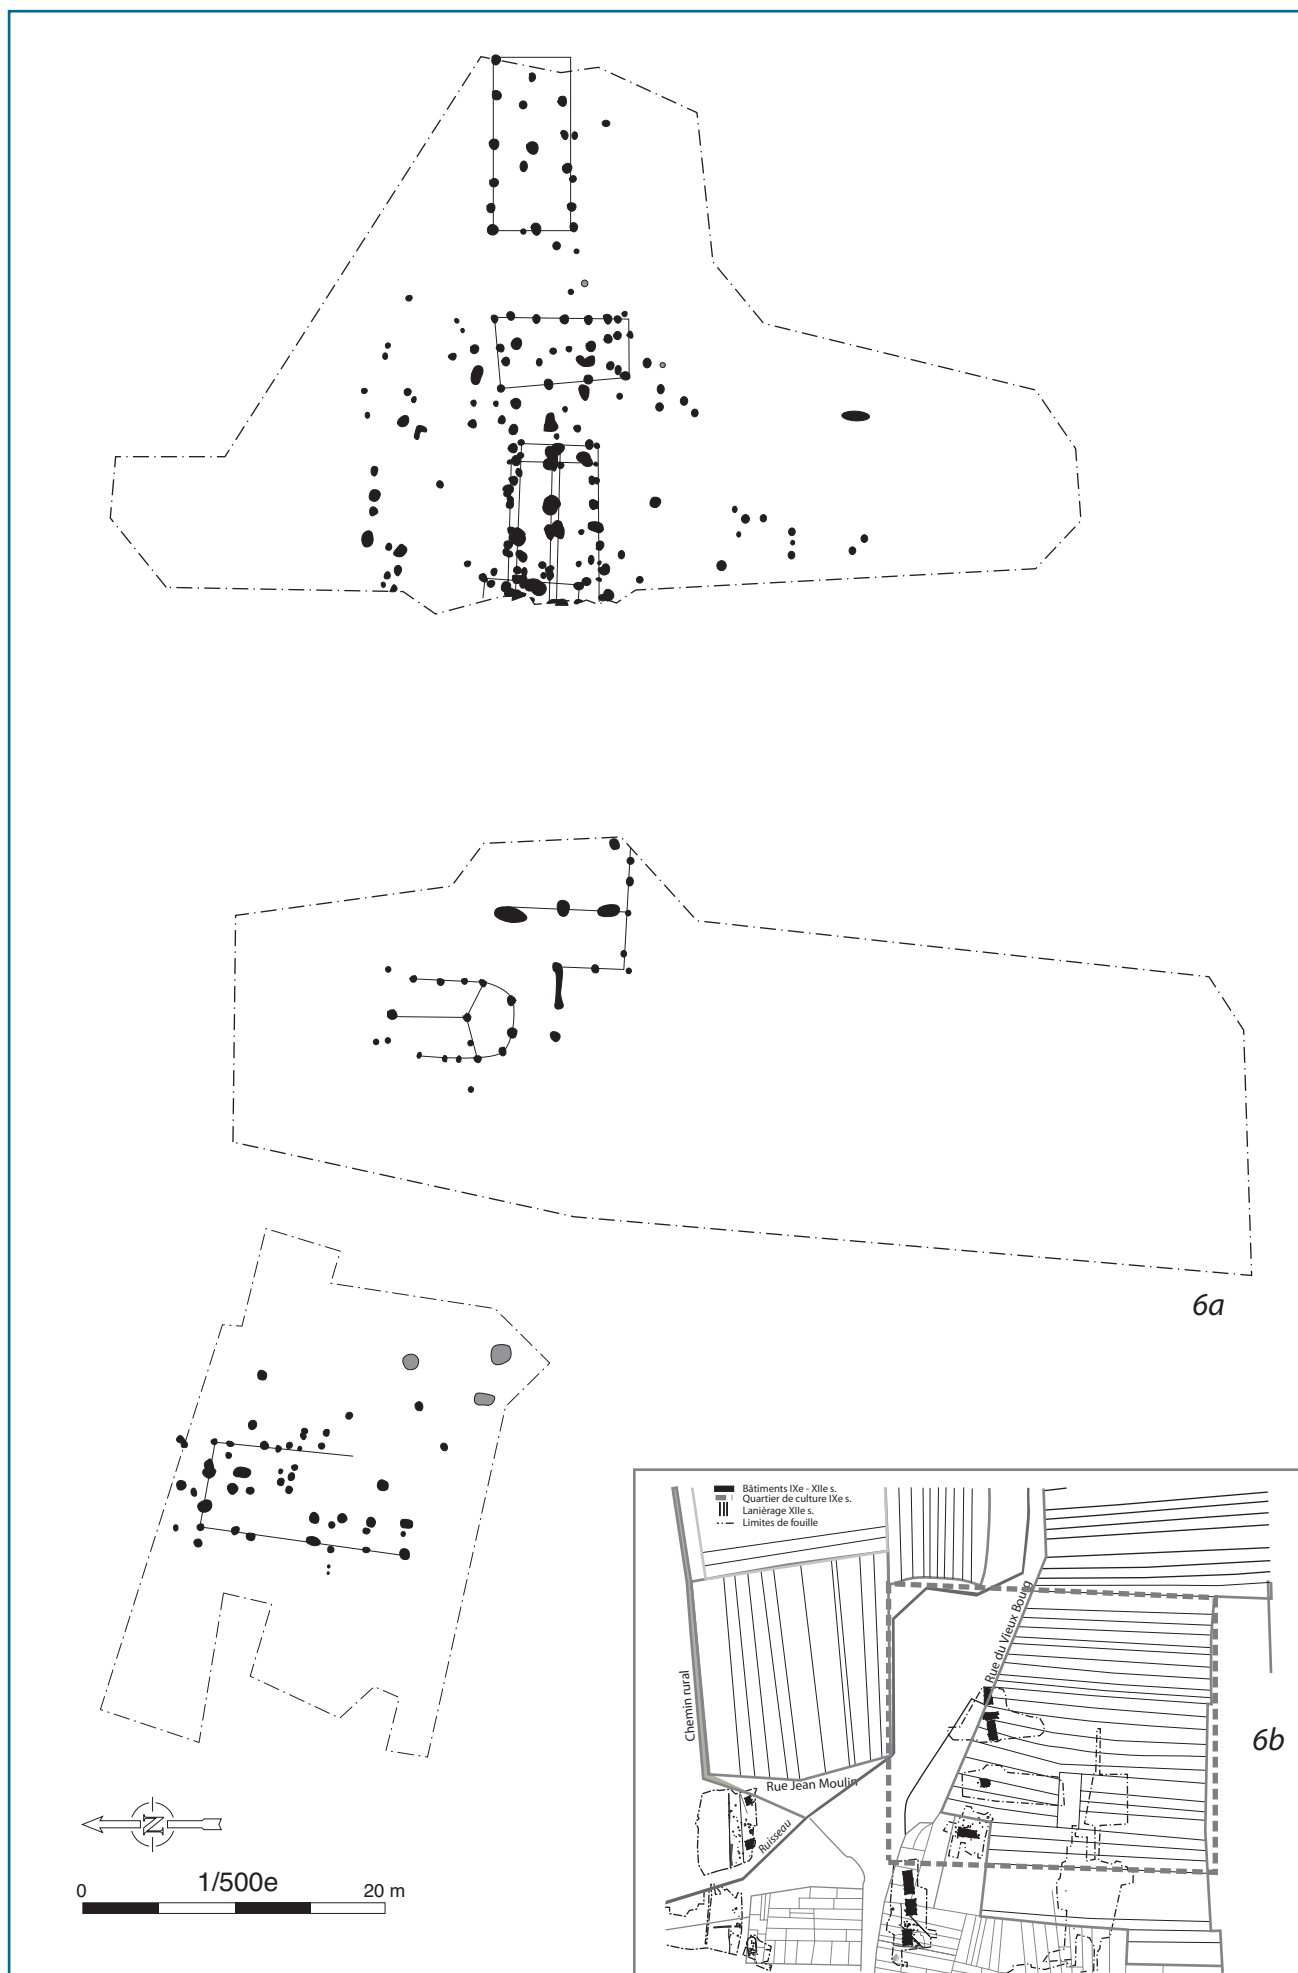 6a
N
1/500e
0
20 m
Bâtiments IXe - XIIe s.
Quartier de culture IXe s.
Lanièrage XIIe s.
Limites de fouille
Rue du Vieux Bourg
Chemin rural
Rue Jean Moulin
Ruisseau
6b